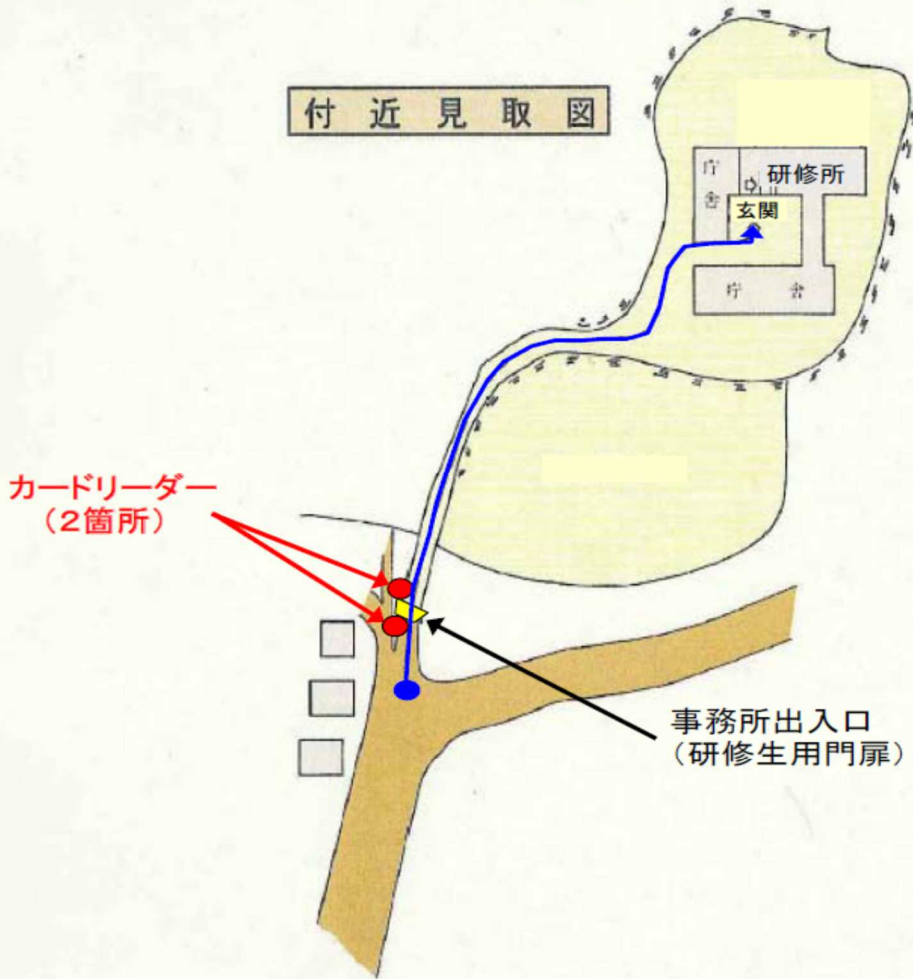 付近見取図
庁舎
研修所
玄関
庁舎
カードリーダー
（２箇所）
事務所出入口
（研修生用門扉）